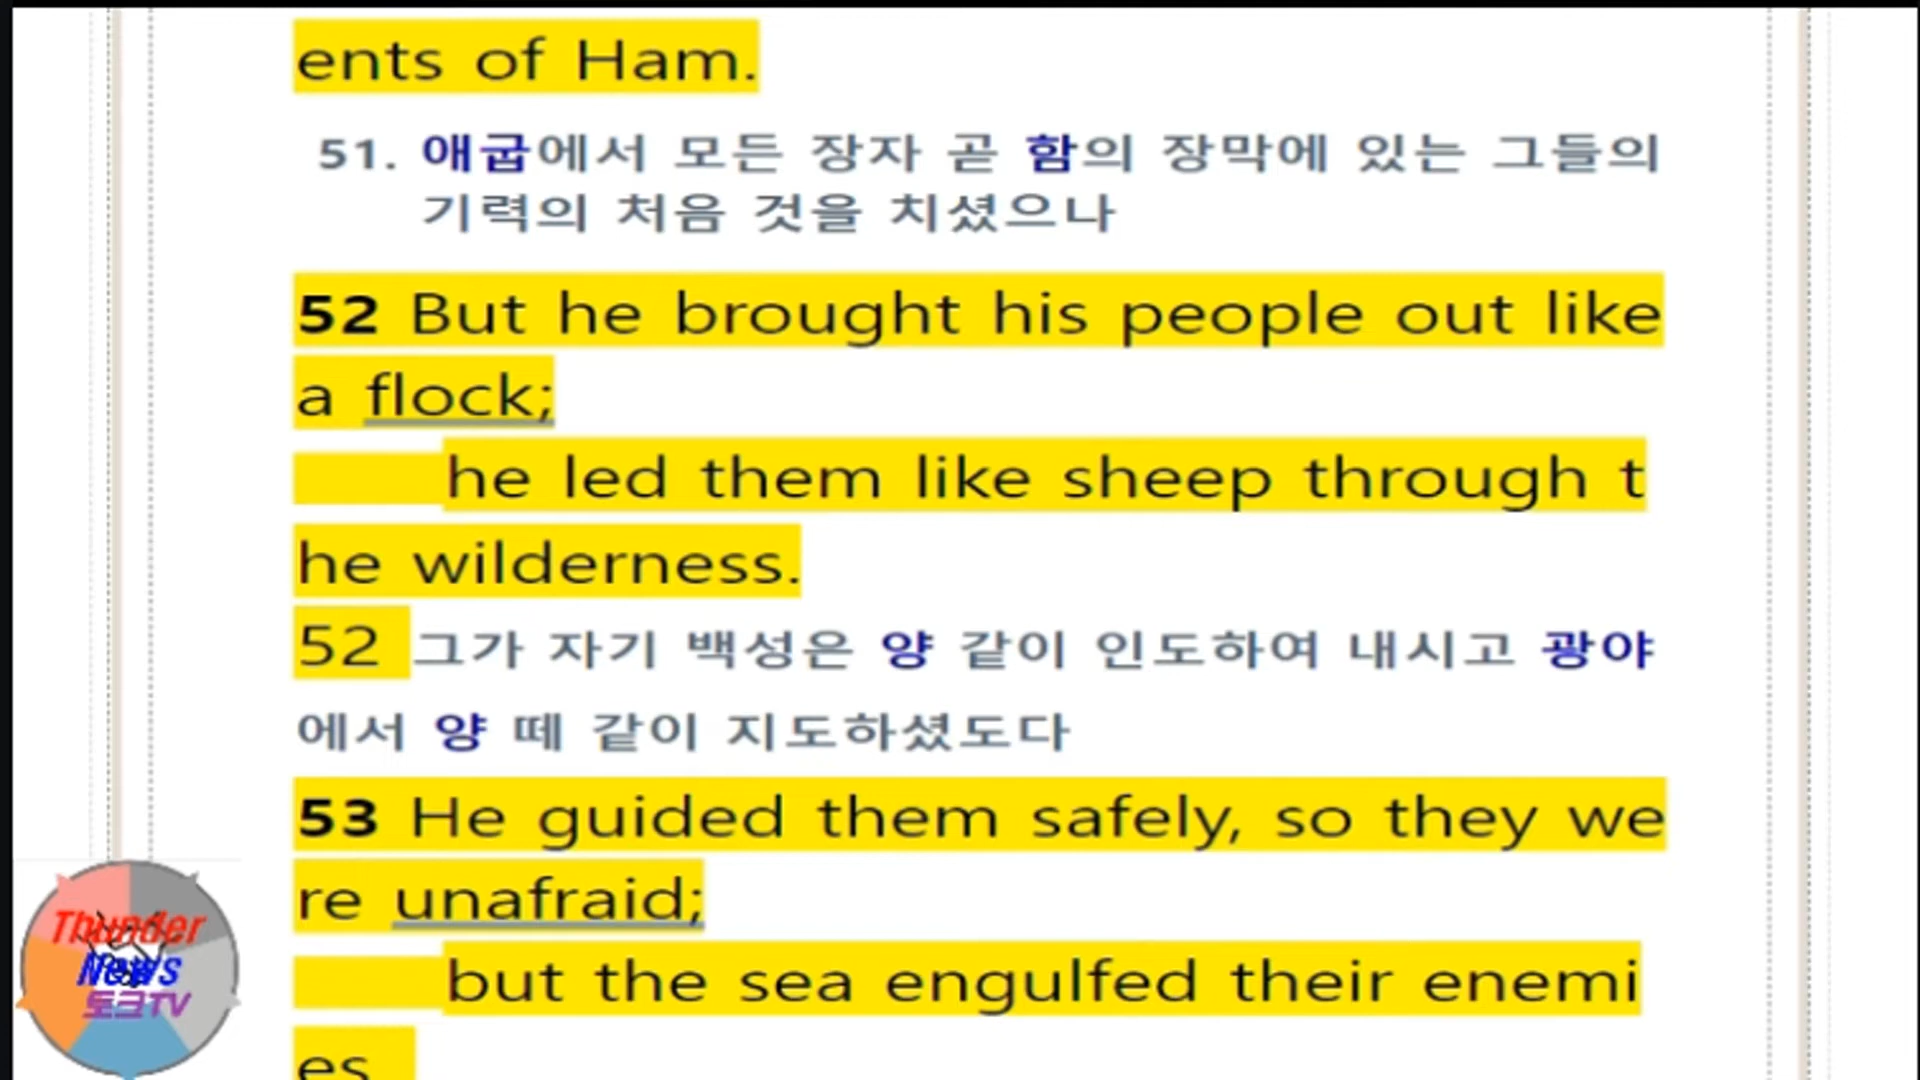 ents of Ham.
51. 애굽에서 모든 장자 곧 함의 장막에 있는 그들의
기력의 처음 것을 치셨으나
52 But he brought his people out like
a flock;
he led them like sheep through t
he wilderness.
52 그가 자기 백성은 양 같이 인도하여 내시고 광야
에서 양 떼 같이 지도하셨도다
53 He guided them safely, so they we
re unafraid;
but the sea engulfed their enemi
es
Thunder
News
토크TV